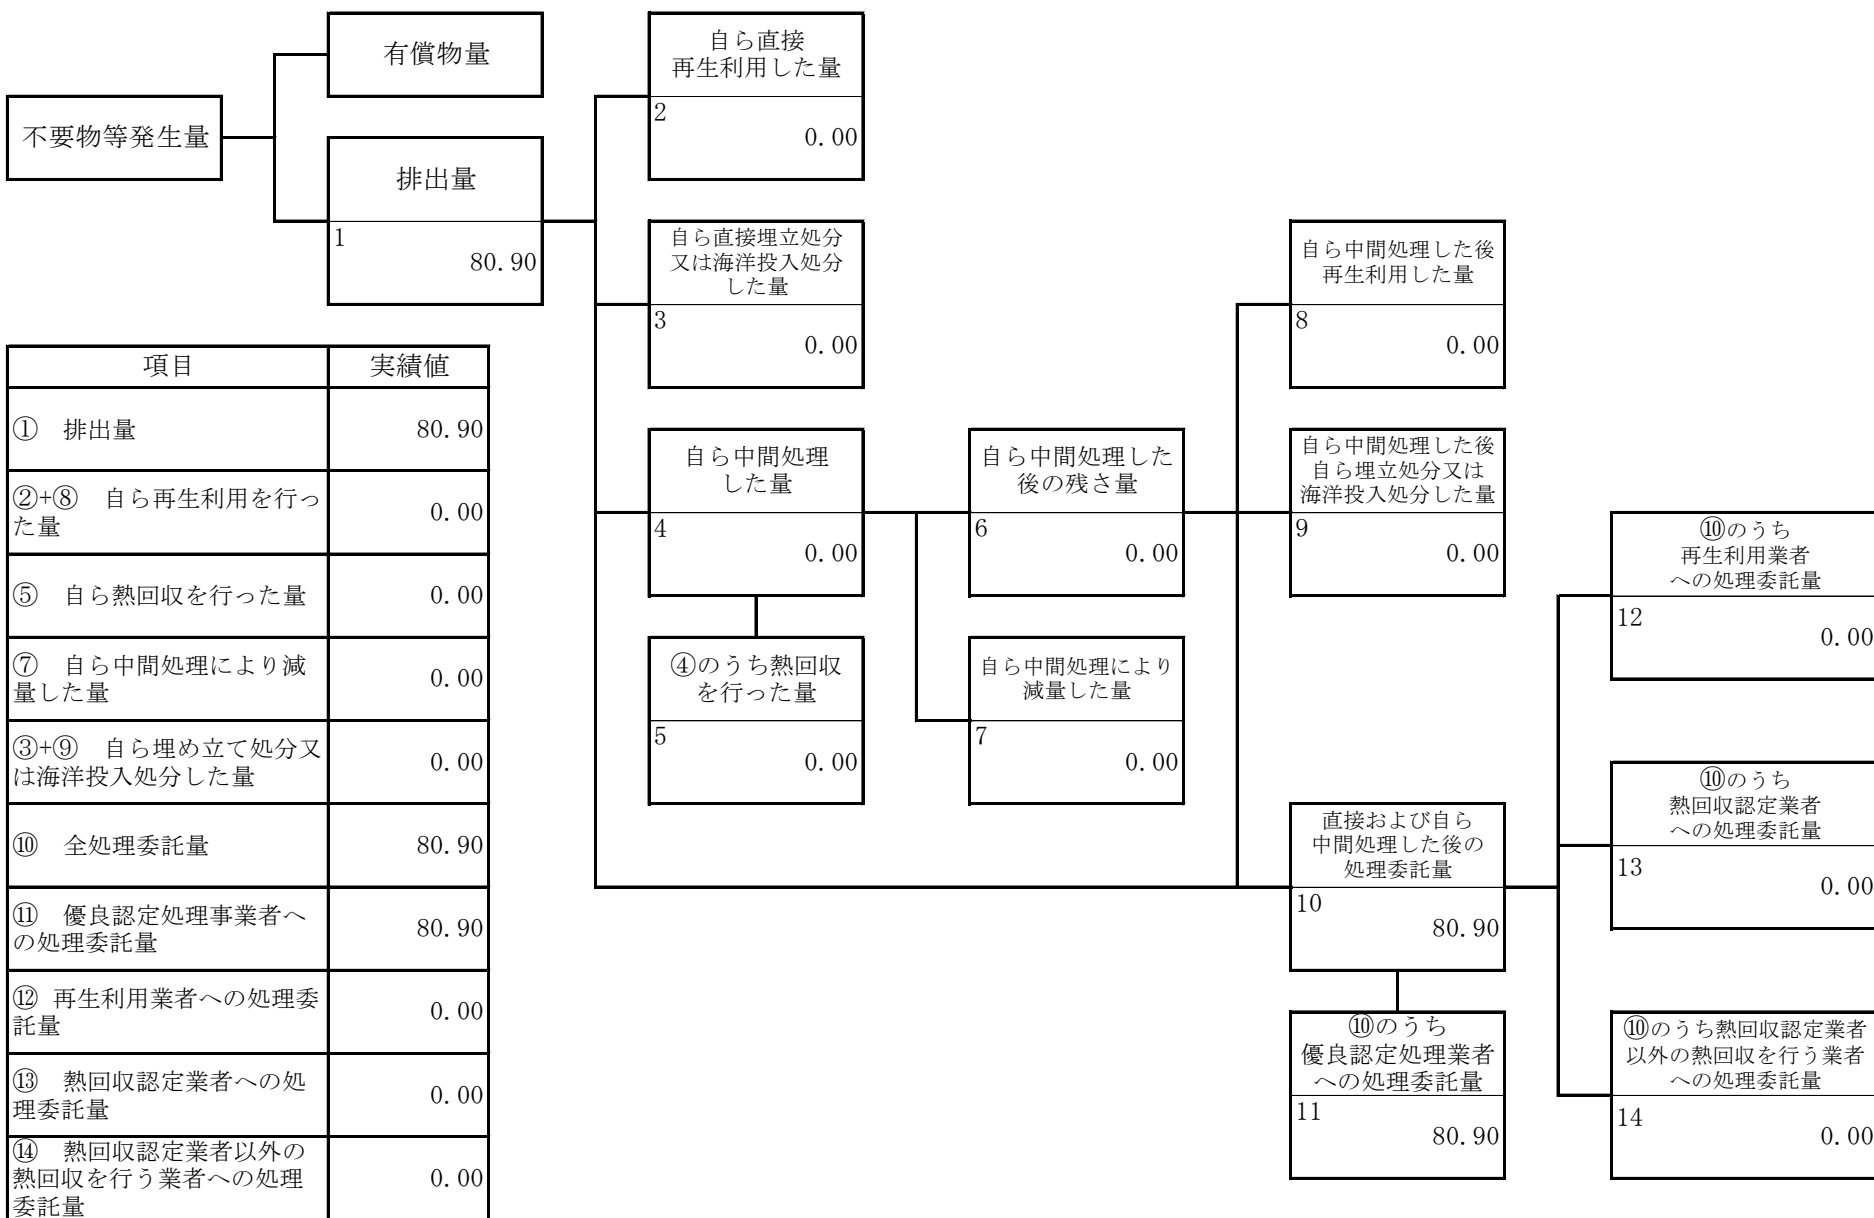 不要物等発生量
有償物量
排出量
1
80.90
自ら直接
再生利用した量
2
0.00
自ら直接埋立処分
又は海洋投入処分
した量
3
0.00
自ら中間処理
した量
4
0.00
④のうち熱回収
を行った量
5
0.00
自ら中間処理した
後の残さ量
6
0.00
自ら中間処理により
減量した量
7
0.00
自ら中間処理した後
再生利用した量
8
0.00
自ら中間処理した後
自ら埋立処分又は
海洋投入処分した量
9
0.00
直接および自ら
中間処理した後の
処理委託量
10
80.90
⑩のうち
優良認定処理業者
への処理委託量
11
80.90
⑩のうち
再生利用業者
への処理委託量
12
0.00
⑩のうち
熱回収認定業者
への処理委託量
13
0.00
⑩のうち熱回収認定業者
以外の熱回収を行う業者
への処理委託量
14
0.00
項目 実績値
① 排出量 80.90
②+⑧ 自ら再生利用を行っ
た量 0.00
⑤ 自ら熱回収を行った量 0.00
⑦ 自ら中間処理により減
量した量 0.00
③+⑨ 自ら埋め立て処分又
は海洋投入処分した量 0.00
⑩ 全処理委託量 80.90
⑪ 優良認定処理事業者へ
の処理委託量 80.90
⑫ 再生利用業者への処理委
託量 0.00
⑬ 熱回収認定業者への処
理委託量 0.00
⑭ 熱回収認定業者以外の
熱回収を行う業者への処理
委託量 0.00